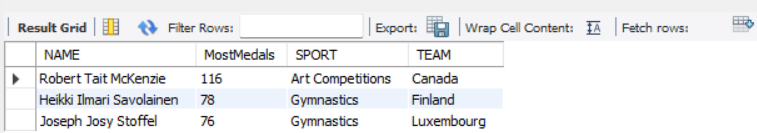 Result Grid Filter Rows: Export: Wrap Cell Content: IA Fetch rows:
NAME MostMedals SPORT TEAM
Robert Tait McKenzie 116 Art Competitions Canada
Heikki Ilmari Savolainen 78 Gymnastics Finland
Joseph Josy Stoffel 76 Gymnastics Luxembourg